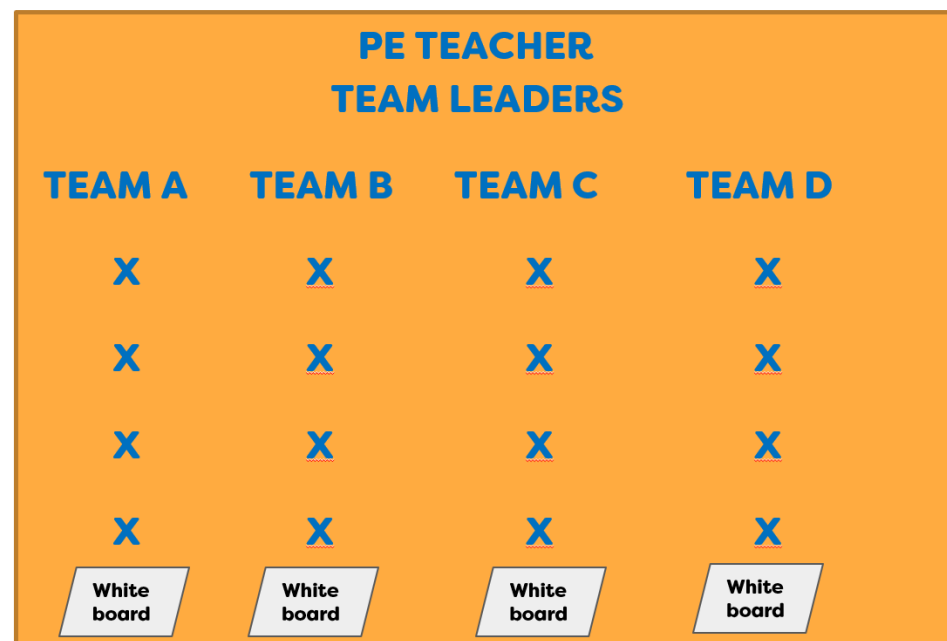 PE TEACHER
TEAM LEADERS
TEAM A TEAM B TEAM C TEAM D
X X X X
X X X X
X X X X
X X X X
White White White White
board board board board